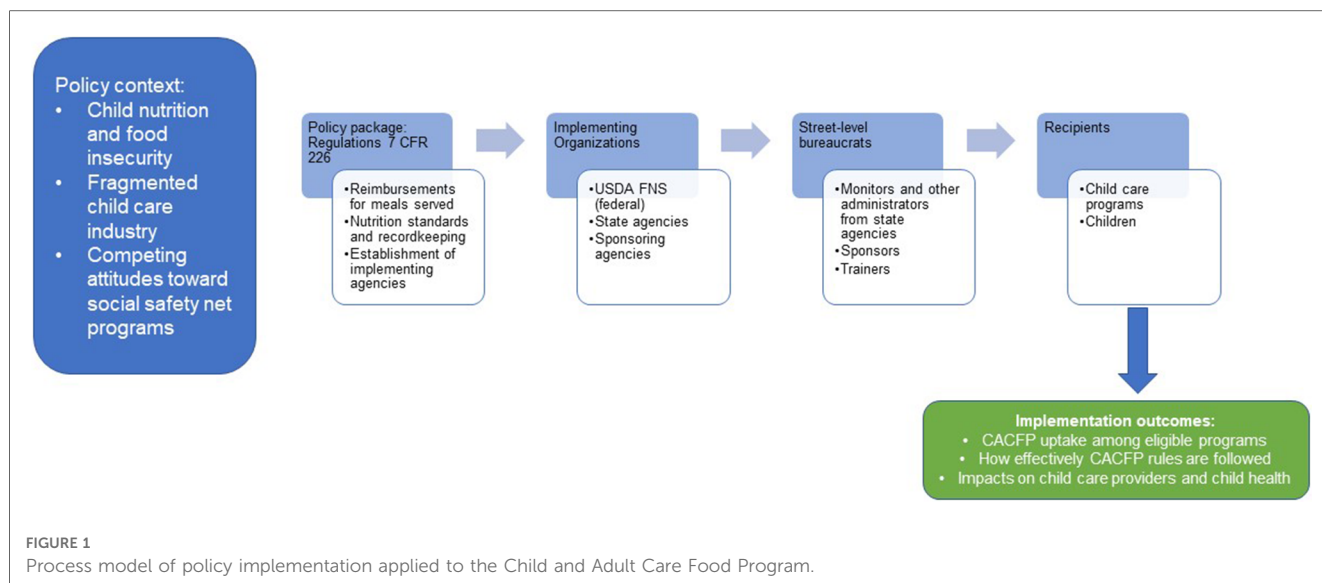 Policy context:
• Child nutrition
and food
insecurity
• Fragmented
child care
industry
• Competing
attitudes toward
social safety net
programs
Policy package:
Regulations 7 CFR
226
•Reimbursements
for meals served
•Nutrition standards
and recordkeeping
•Establishment of
implementing
agencies
Implementing
Organizations
•USDA FNS
(federal)
•State agencies
•Sponsoring
agencies
Street-level
bureaucrats
•Monitors and other
administrators
from state
agencies
•Sponsors
•Trainers
Recipients
•Child care
programs
•Children
Implementation outcomes:
• CACFP uptake among eligible programs
• How effectively CACFP rules are followed
• Impacts on child care providers and child health
FIGURE 1
Process model of policy implementation applied to the Child and Adult Care Food Program.